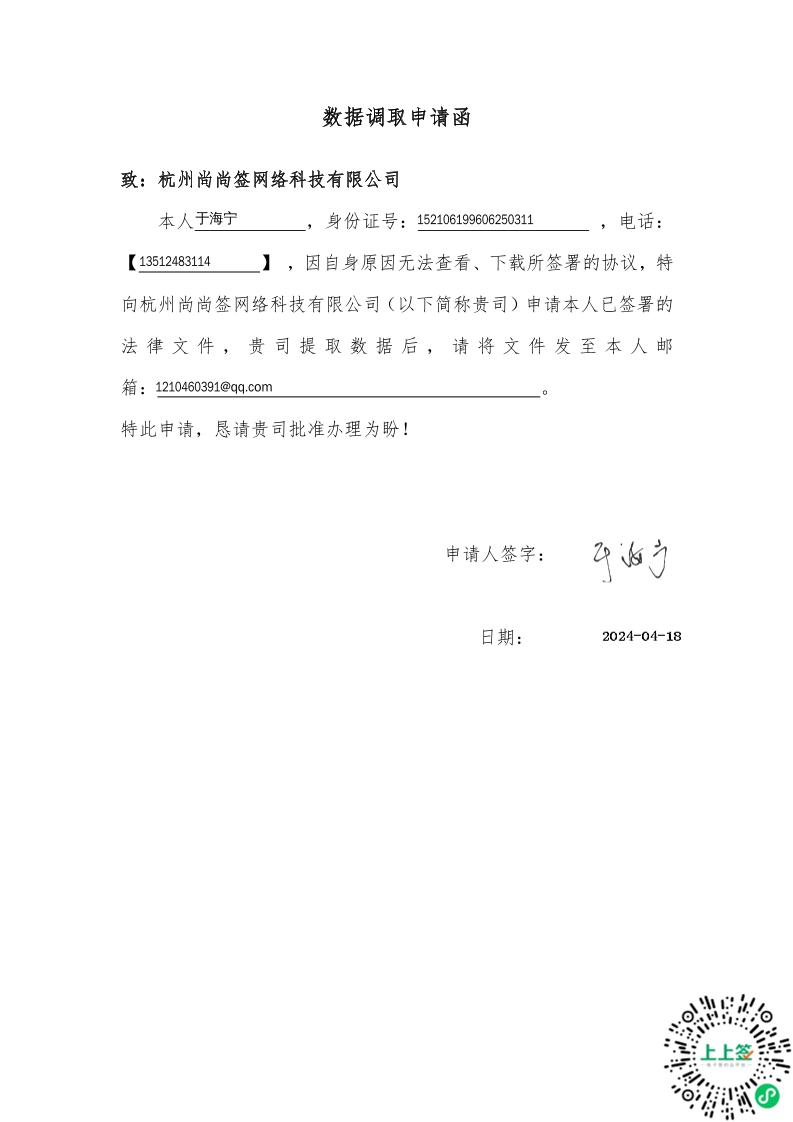 数据调取申请函
致：杭州尚尚签网络科技有限公司
本人于海宁，身份证号：152106199606250311，电话：
【13512483114】，因自身原因无法查看、下载所签署的协议，特
向杭州尚尚签网络科技有限公司（以下简称贵司）申请本人已签署的
法律文件，贵司提取数据后，请将文件发至本人邮
箱：1210460391@qq.com。
特此申请，恳请贵司批准办理为盼！
申请人签字：于海宁
日期：2024-04-18
上上签